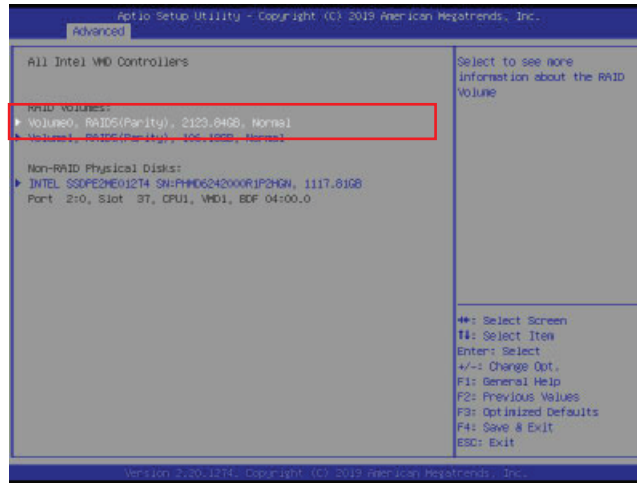 Aptio Setup Utility - Copyright (C) 2019 American Megatrends, Inc.
Advanced
All Intel VMD Controllers
RAID Volumes:
Volume0, RAID5(Parity), 2123.84GB, Normal
Volume1, RAID5(Parity), 106.18GB, Normal
Non-RAID Physical Disks:
INTEL SSDPE2ME012T4 SN:PHMD6242000R1P2HGN, 1117.81GB
Port 2:0, Slot 37, CPU1, VMD1, BDF 04:00.0
Select to see more
information about the RAID
Volume
: Select Screen
↑↓: Select Item
Enter: Select
+/-: Change Opt.
F1: General Help
F2: Previous Values
F3: Optimized Defaults
F4: Save & Exit
ESC: Exit
Version 2.20.1274. Copyright (C) 2019 American Megatrends, Inc.